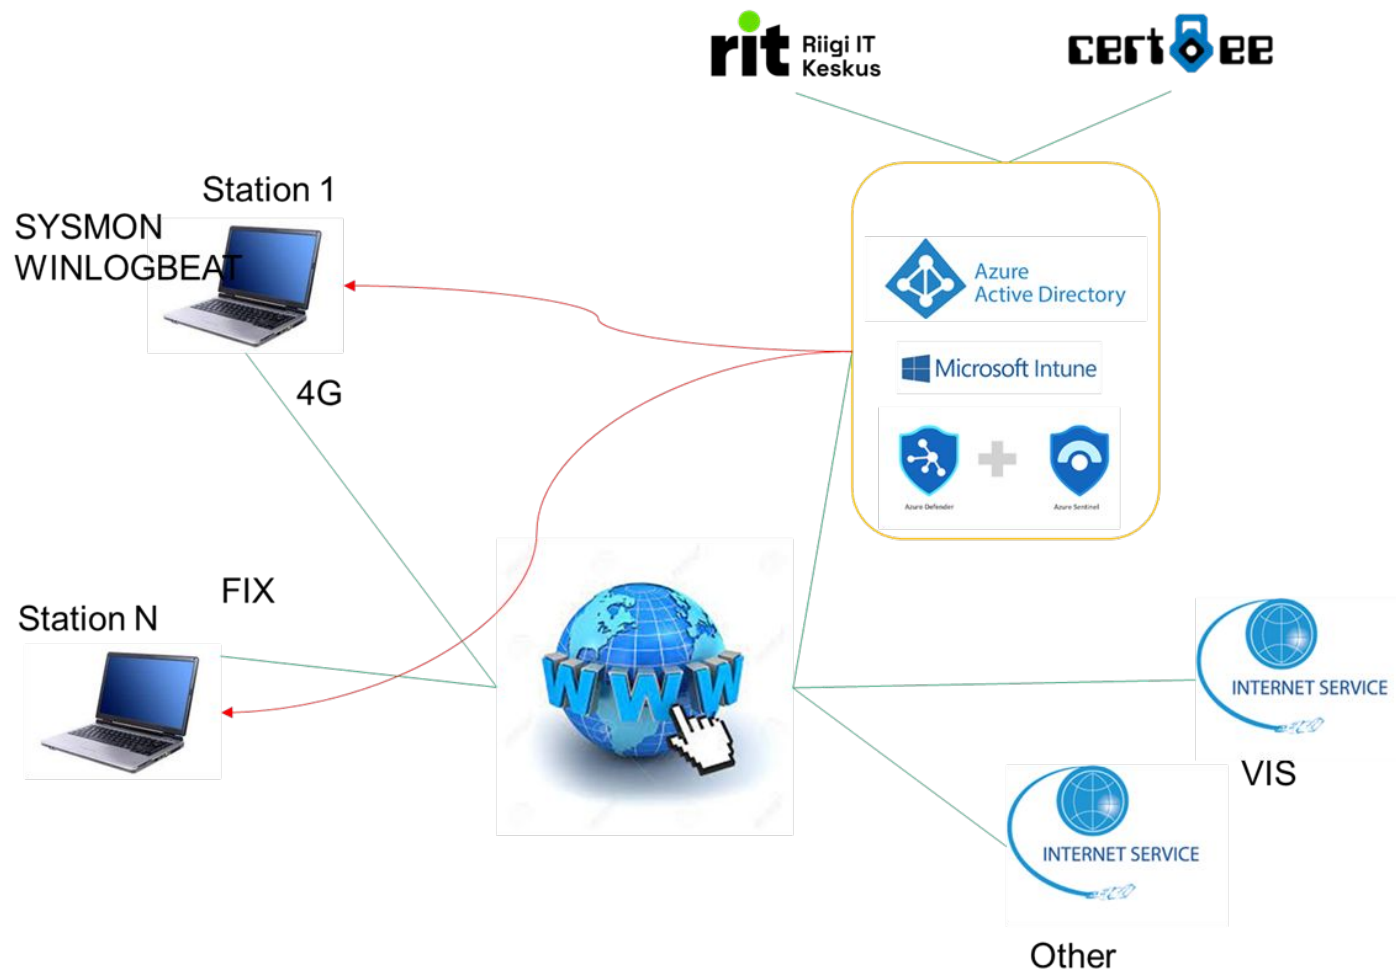 rit Riigi IT
Keskus
cert ee
Station 1
SYSMON
WINLOGBEAT
Azure
Active Directory
Microsoft Intune
4G
Azure Defender
Azure Sentinel
FIX
Station N
WWW
INTERNET SERVICE
VIS
INTERNET SERVICE
Other